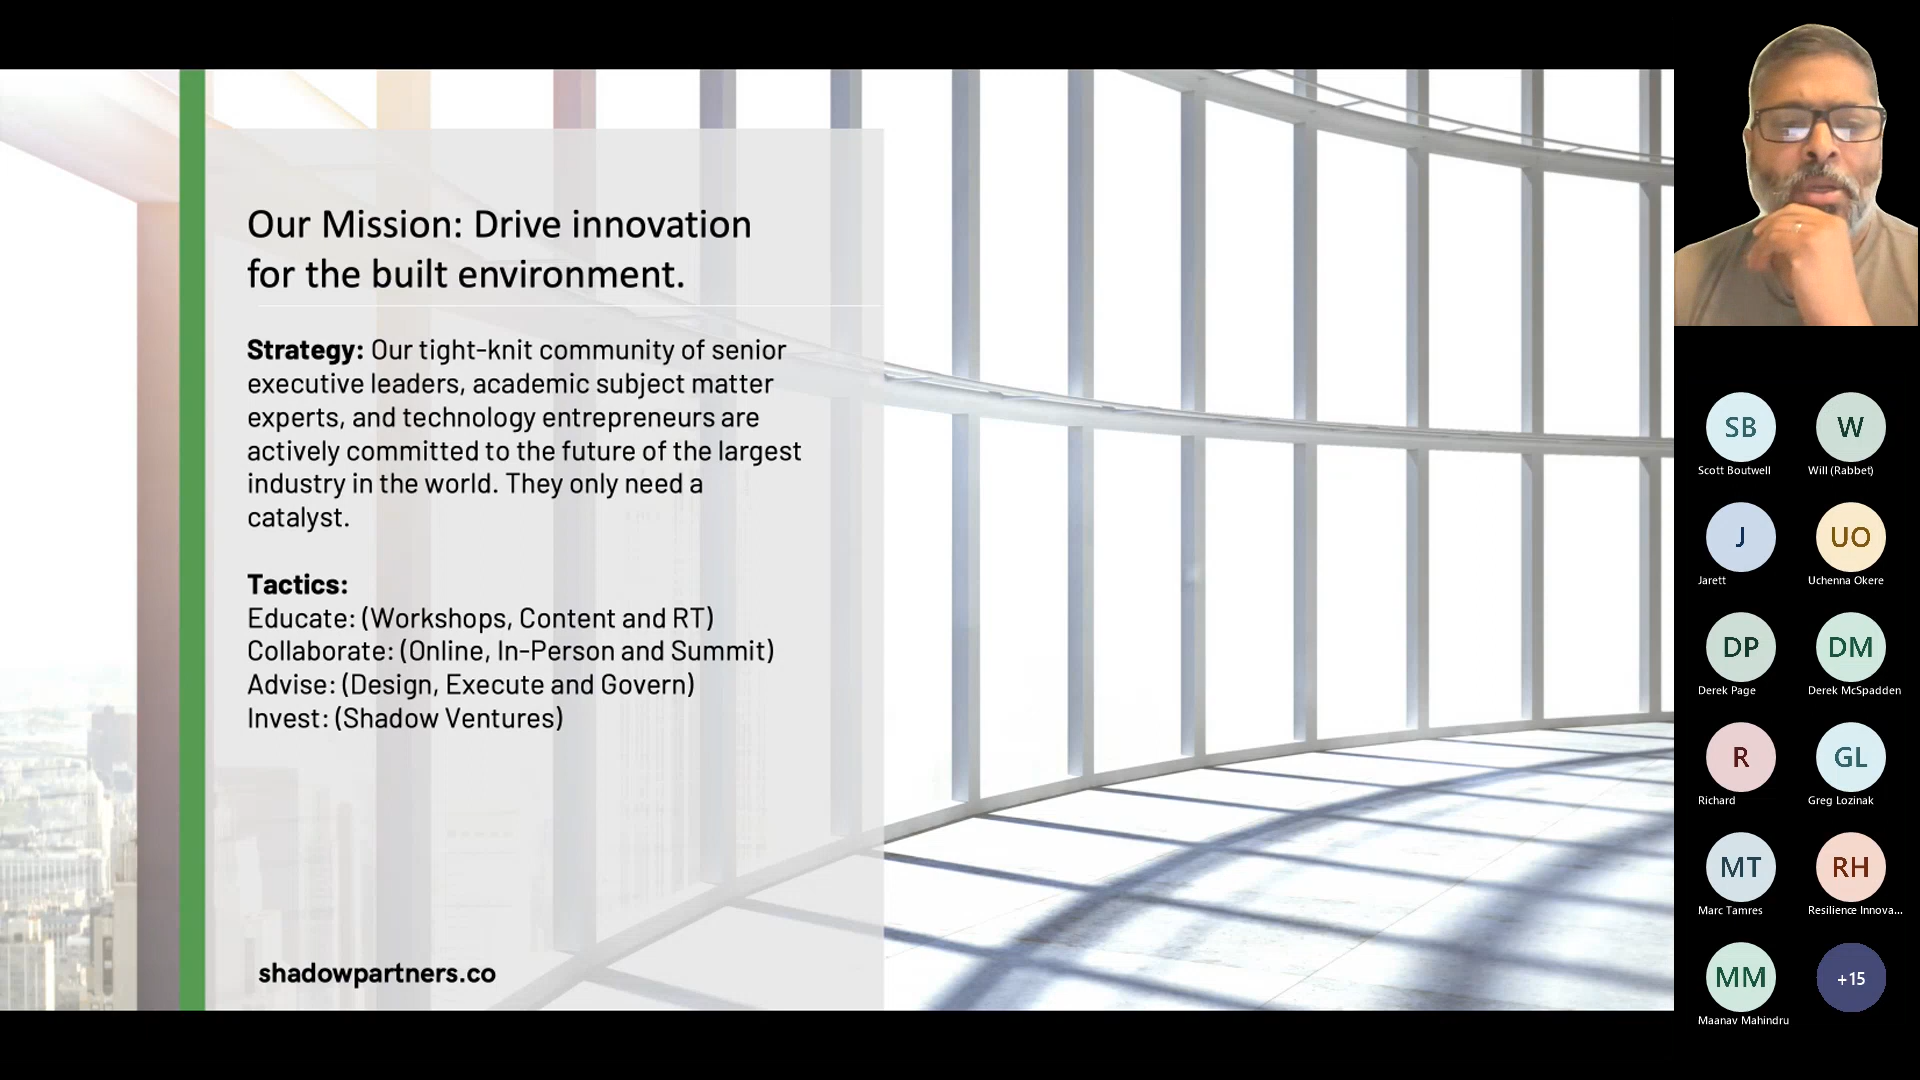 Our Mission: Drive innovation
for the built environment.
Strategy: Our tight-knit community of senior
executive leaders, academic subject matter
experts, and technology entrepreneurs are
actively committed to the future of the largest
industry in the world. They only need a
catalyst.
Tactics:
Educate: (Workshops, Content and RT)
Collaborate: (Online, In-Person and Summit)
Advise: (Design, Execute and Govern)
Invest: (Shadow Ventures)
shadowpartners.co
SB
Scott Boutwell
W
Will (Rabbet)
J
Jarett
UO
Uchenna Okere
DP
Derek Page
DM
Derek McSpadden
R
Richard
GL
Greg Lozinak
MT
Marc Tamres
RH
Resilience Innova...
MM
Maanav Mahindru
+15